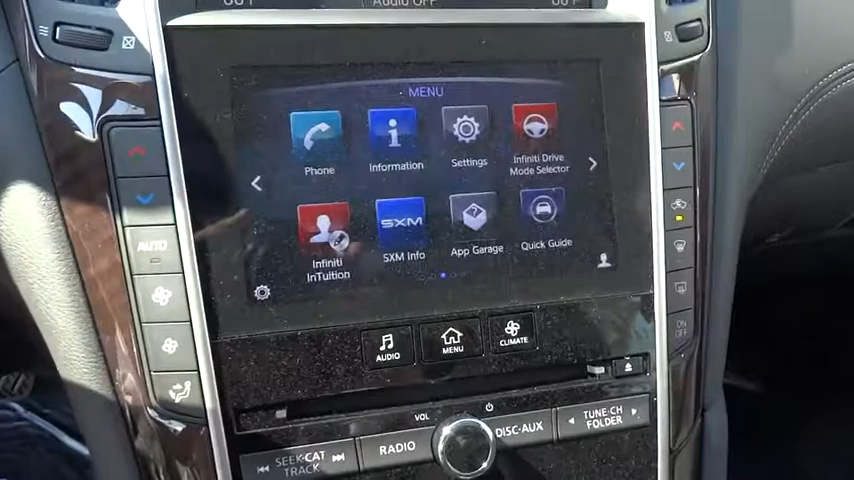 Audio OFF
MENU
Phone
Information
Settings
Infiniti Drive
Mode Selector
Infiniti
InTuition
SXM
SXM Info
App Garage
Quick Guide
AUTO
ON
OFF
AUDIO
MENU
CLIMATE
VOL
SEEK·CAT
TRACK
RADIO
DISC·AUX
TUNE·CH
FOLDER